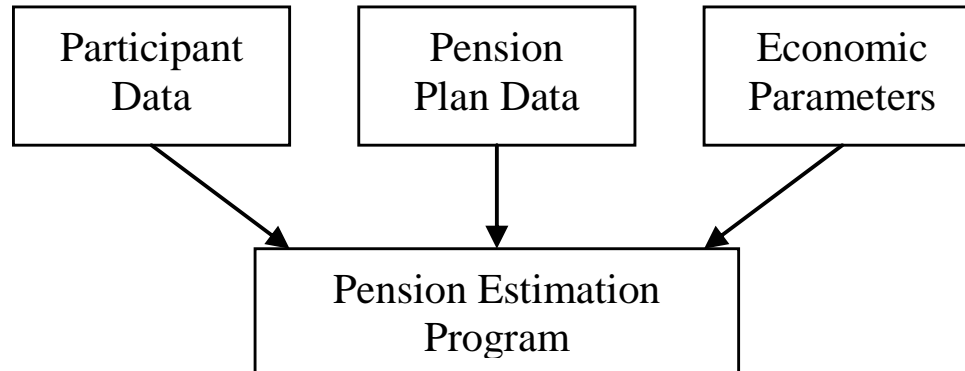 Participant
Data
Pension
Plan Data
Economic
Parameters
Pension Estimation
Program